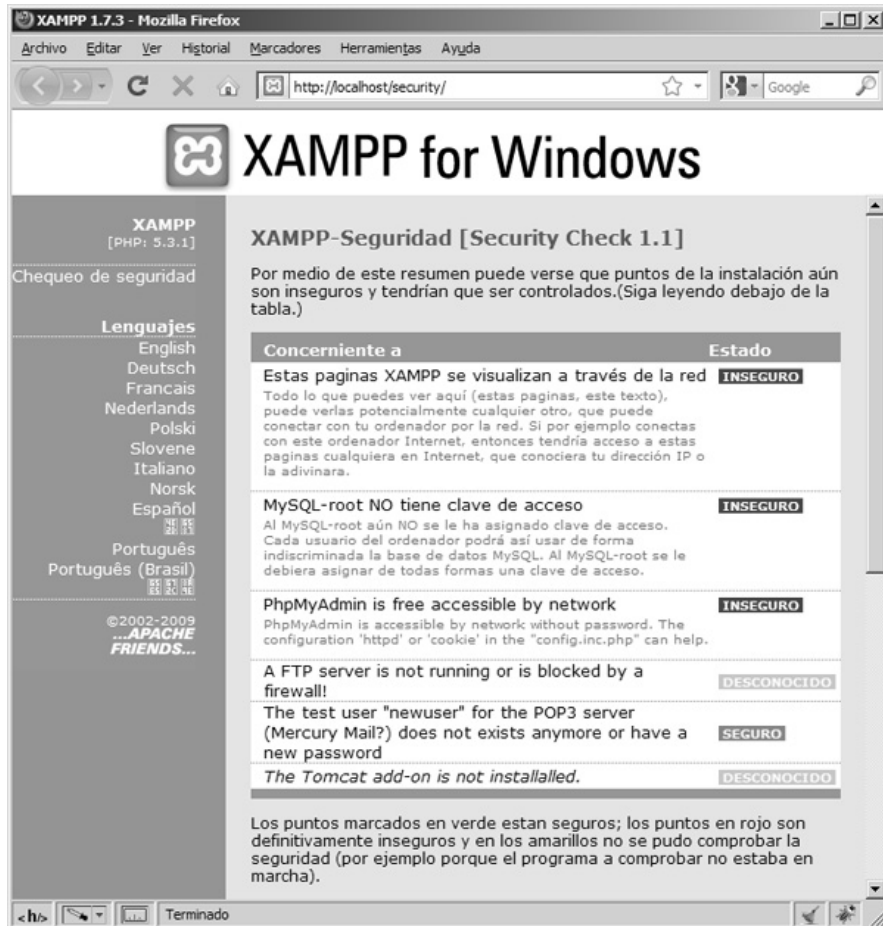 XAMPP 1.7.3 - Mozilla Firefox
Archivo Editar Ver Historial Marcadores Herramientas Ayuda
http://localhost/security/
Google
XAMPP for Windows
XAMPP
[PHP: 5.3.1]
Chequeo de seguridad
Lenguajes
English
Deutsch
Francais
Nederlands
Polski
Slovene
Italiano
Norsk
Español
Português
Português (Brasil)
©2002-2009
...APACHE
FRIENDS...
XAMPP-Seguridad [Security Check 1.1]
Por medio de este resumen puede verse que puntos de la instalación aún
son inseguros y tendrían que ser controlados.(Siga leyendo debajo de la
tabla.)
Concerniente a Estado
Estas paginas XAMPP se visualizan a través de la red INSEGURO
Todo lo que puedes ver aquí (estas paginas, este texto),
puede verlas potencialmente cualquier otro, que puede
conectar con tu ordenador por la red. Si por ejemplo conectas
con este ordenador Internet, entonces tendría acceso a estas
paginas cualquiera en Internet, que conociera tu dirección IP o
la adivinara.
MySQL-root NO tiene clave de acceso INSEGURO
Al MySQL-root aún NO se le ha asignado clave de acceso.
Cada usuario del ordenador podrá así usar de forma
indiscriminada la base de datos MySQL. Al MySQL-root se le
debiera asignar de todas formas una clave de acceso.
PhpMyAdmin is free accessible by network INSEGURO
PhpMyAdmin is accessible by network without password. The
configuration 'httpd' or 'cookie' in the "config.inc.php" can help.
A FTP server is not running or is blocked by a
firewall! DESCONOCIDO
The test user "newuser" for the POP3 server
(Mercury Mail?) does not exists anymore or have a SEGURO
new password
The Tomcat add-on is not installalled. DESCONOCIDO
Los puntos marcados en verde estan seguros; los puntos en rojo son
definitivamente inseguros y en los amarillos no se pudo comprobar la
seguridad (por ejemplo porque el programa a comprobar no estaba en
marcha).
<h/> Terminado